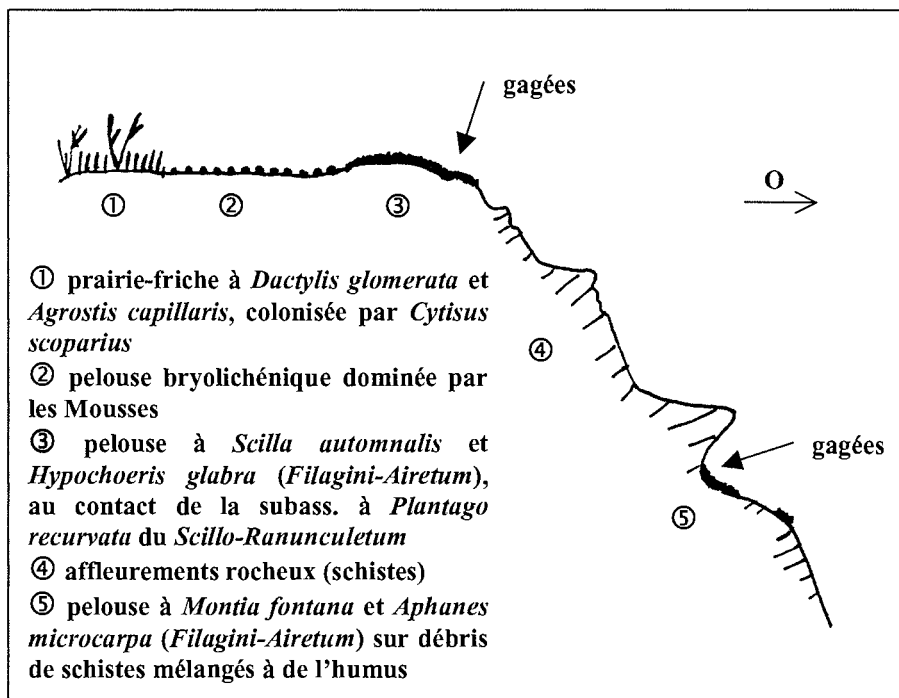 gagées
O
① ② ③
① prairie-friche à Dactylis glomerata et
Agrostis capillaris, colonisée par Cytisus
scoparius
④
② pelouse bryolichénique dominée par
les Mousses
gagées
③ pelouse à Scilla automnalis et
Hypochoeris glabra (Filagini-Airetum),
⑤
au contact de la subass. à Plantago
recurvata du Scillo-Ranunculetum
④ affleurements rocheux (schistes)
⑤ pelouse à Montia fontana et Aphanes
microcarpa (Filagini-Airetum) sur débris
de schistes mélangés à de l'humus